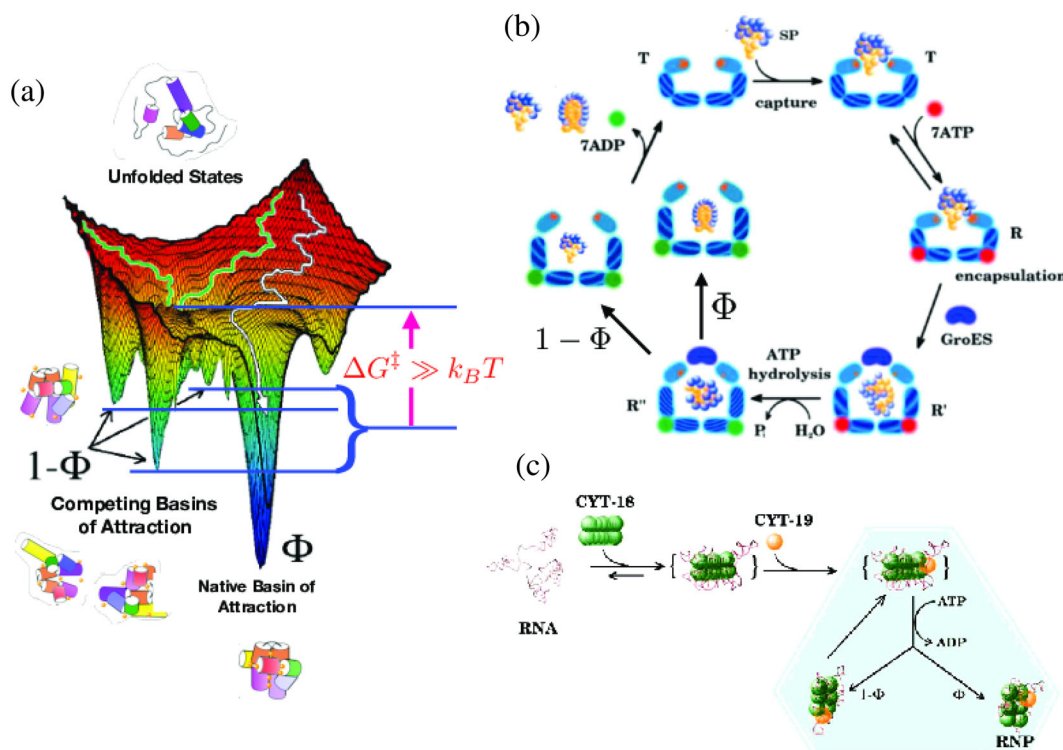 (a)
Unfolded States
ΔG‡ ≫ k_BT
1-Φ
Competing Basins
of Attraction
Φ
Native Basin of
Attraction
(b)
SP
T
T
capture
7ATP
7ADP
R
encapsulation
GroES
Φ
1 − Φ
ATP
hydrolysis
R''
R'
Pi
H2O
(c)
CYT-18
CYT-19
RNA
ATP
ADP
1-Φ
Φ
RNP